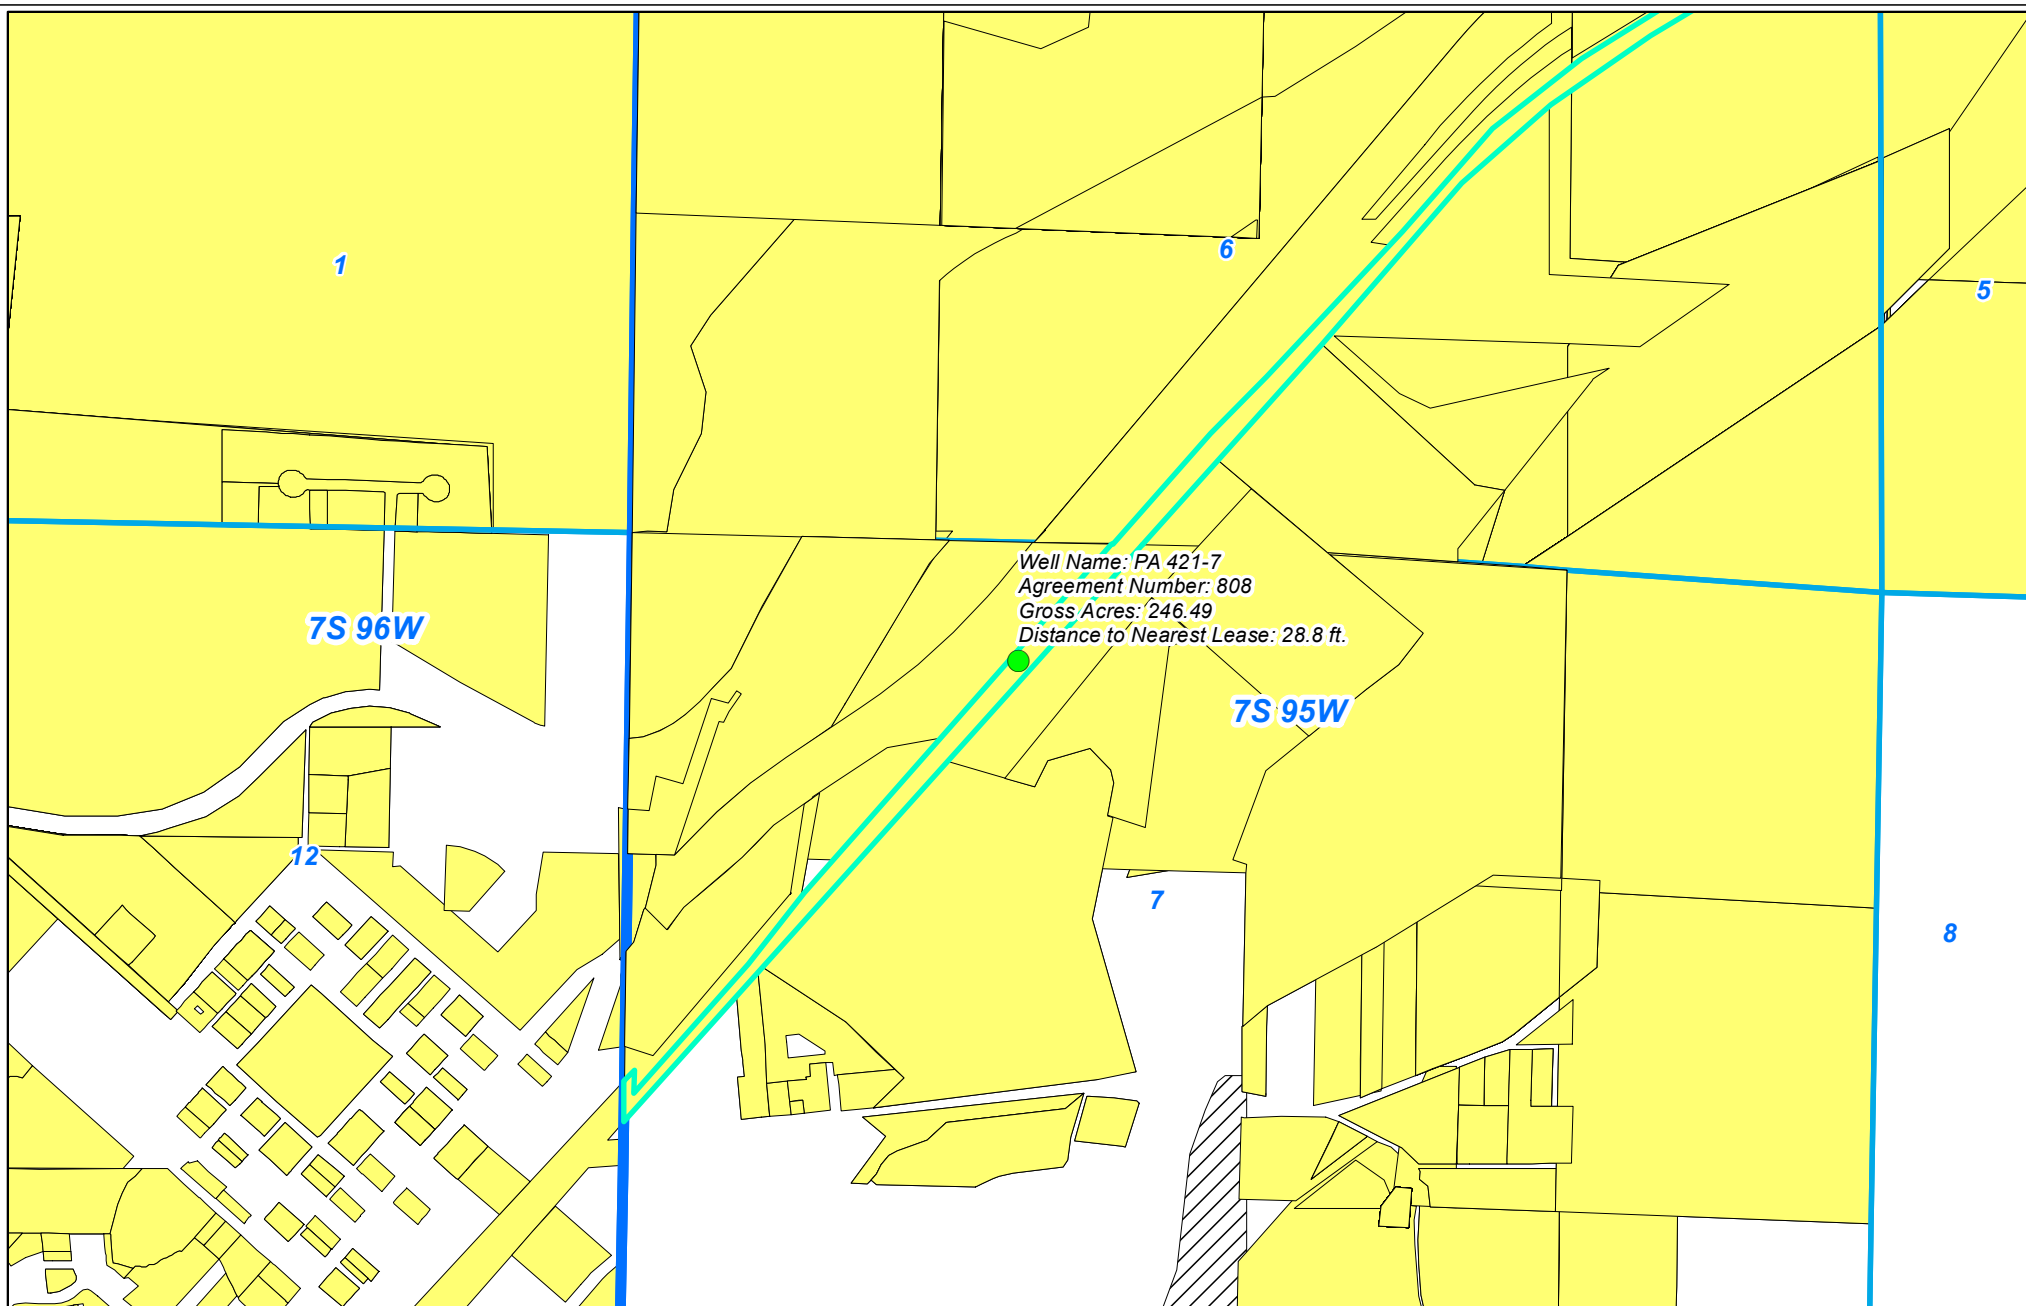 1
6
5
Well Name: PA 421-7
Agreement Number: 808
Gross Acres: 246.49
Distance to Nearest Lease: 28.8 ft.
7S 96W
7S 95W
12
7
8